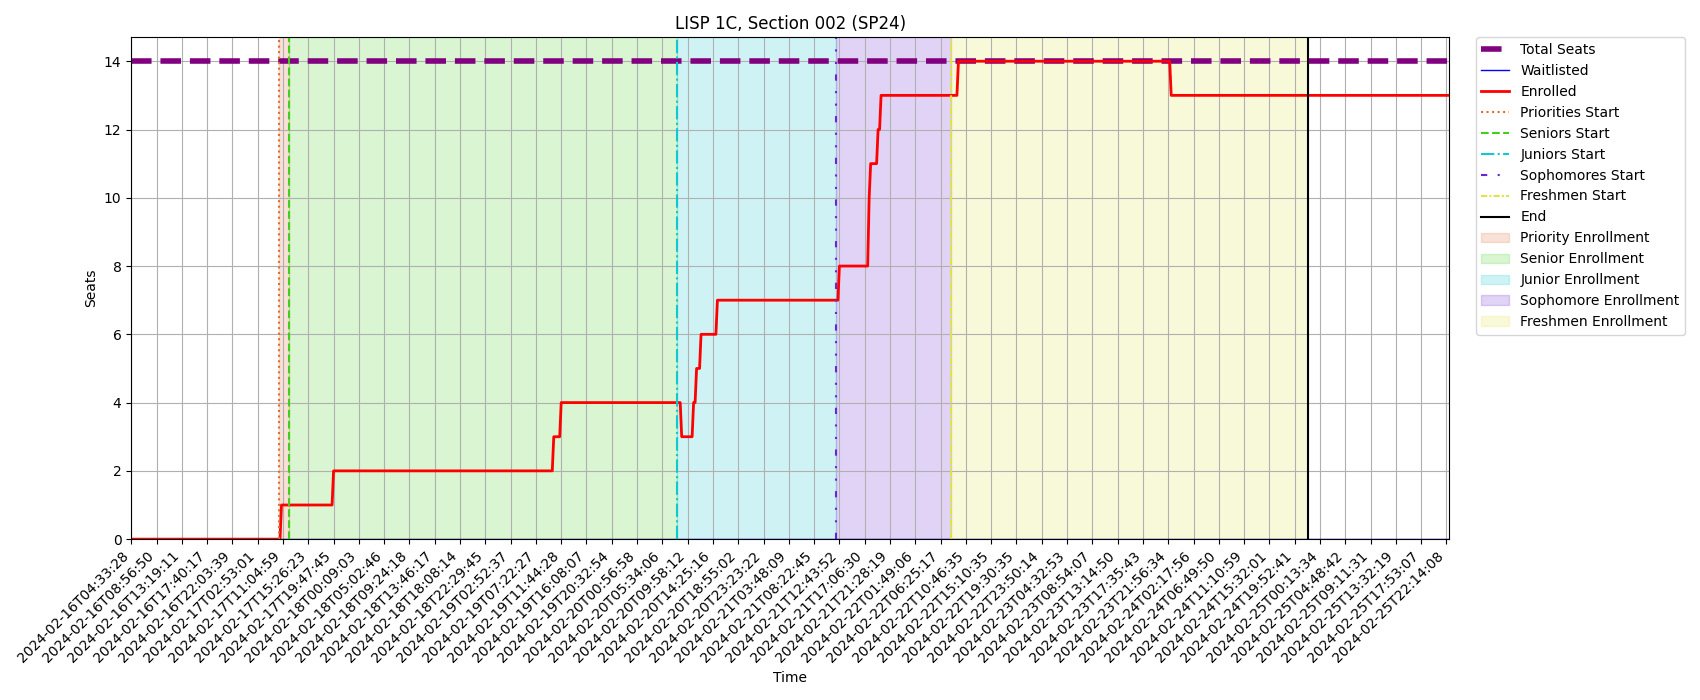 LISP 1C, Section 002 (SP24)
Seats
14
12
10
8
6
4
2
0
2024-02-16T04:33:28
2024-02-16T08:56:50
2024-02-16T13:19:11
2024-02-16T17:40:17
2024-02-16T22:03:39
2024-02-17T02:53:01
2024-02-17T11:04:59
2024-02-17T15:26:23
2024-02-17T19:47:45
2024-02-18T00:09:03
2024-02-18T05:02:46
2024-02-18T09:24:18
2024-02-18T13:46:17
2024-02-18T18:08:14
2024-02-18T22:29:45
2024-02-19T02:52:37
2024-02-19T07:22:27
2024-02-19T11:44:28
2024-02-19T16:08:07
2024-02-19T20:32:54
2024-02-20T00:56:58
2024-02-20T05:34:06
2024-02-20T09:58:12
2024-02-20T14:25:16
2024-02-20T18:55:02
2024-02-20T23:23:22
2024-02-21T03:48:09
2024-02-21T08:22:45
2024-02-21T12:43:52
2024-02-21T17:06:30
2024-02-21T21:28:19
2024-02-22T01:49:06
2024-02-22T06:25:17
2024-02-22T10:46:35
2024-02-22T15:10:35
2024-02-22T19:30:35
2024-02-22T23:50:14
2024-02-23T04:32:53
2024-02-23T08:54:07
2024-02-23T13:14:50
2024-02-23T17:35:43
2024-02-23T21:56:34
2024-02-24T02:17:56
2024-02-24T06:49:50
2024-02-24T11:10:59
2024-02-24T15:32:01
2024-02-24T19:52:41
2024-02-25T00:13:34
2024-02-25T04:48:42
2024-02-25T09:11:31
2024-02-25T13:32:19
2024-02-25T17:53:07
2024-02-25T22:14:08
Time
Total Seats
Waitlisted
Enrolled
Priorities Start
Seniors Start
Juniors Start
Sophomores Start
Freshmen Start
End
Priority Enrollment
Senior Enrollment
Junior Enrollment
Sophomore Enrollment
Freshmen Enrollment